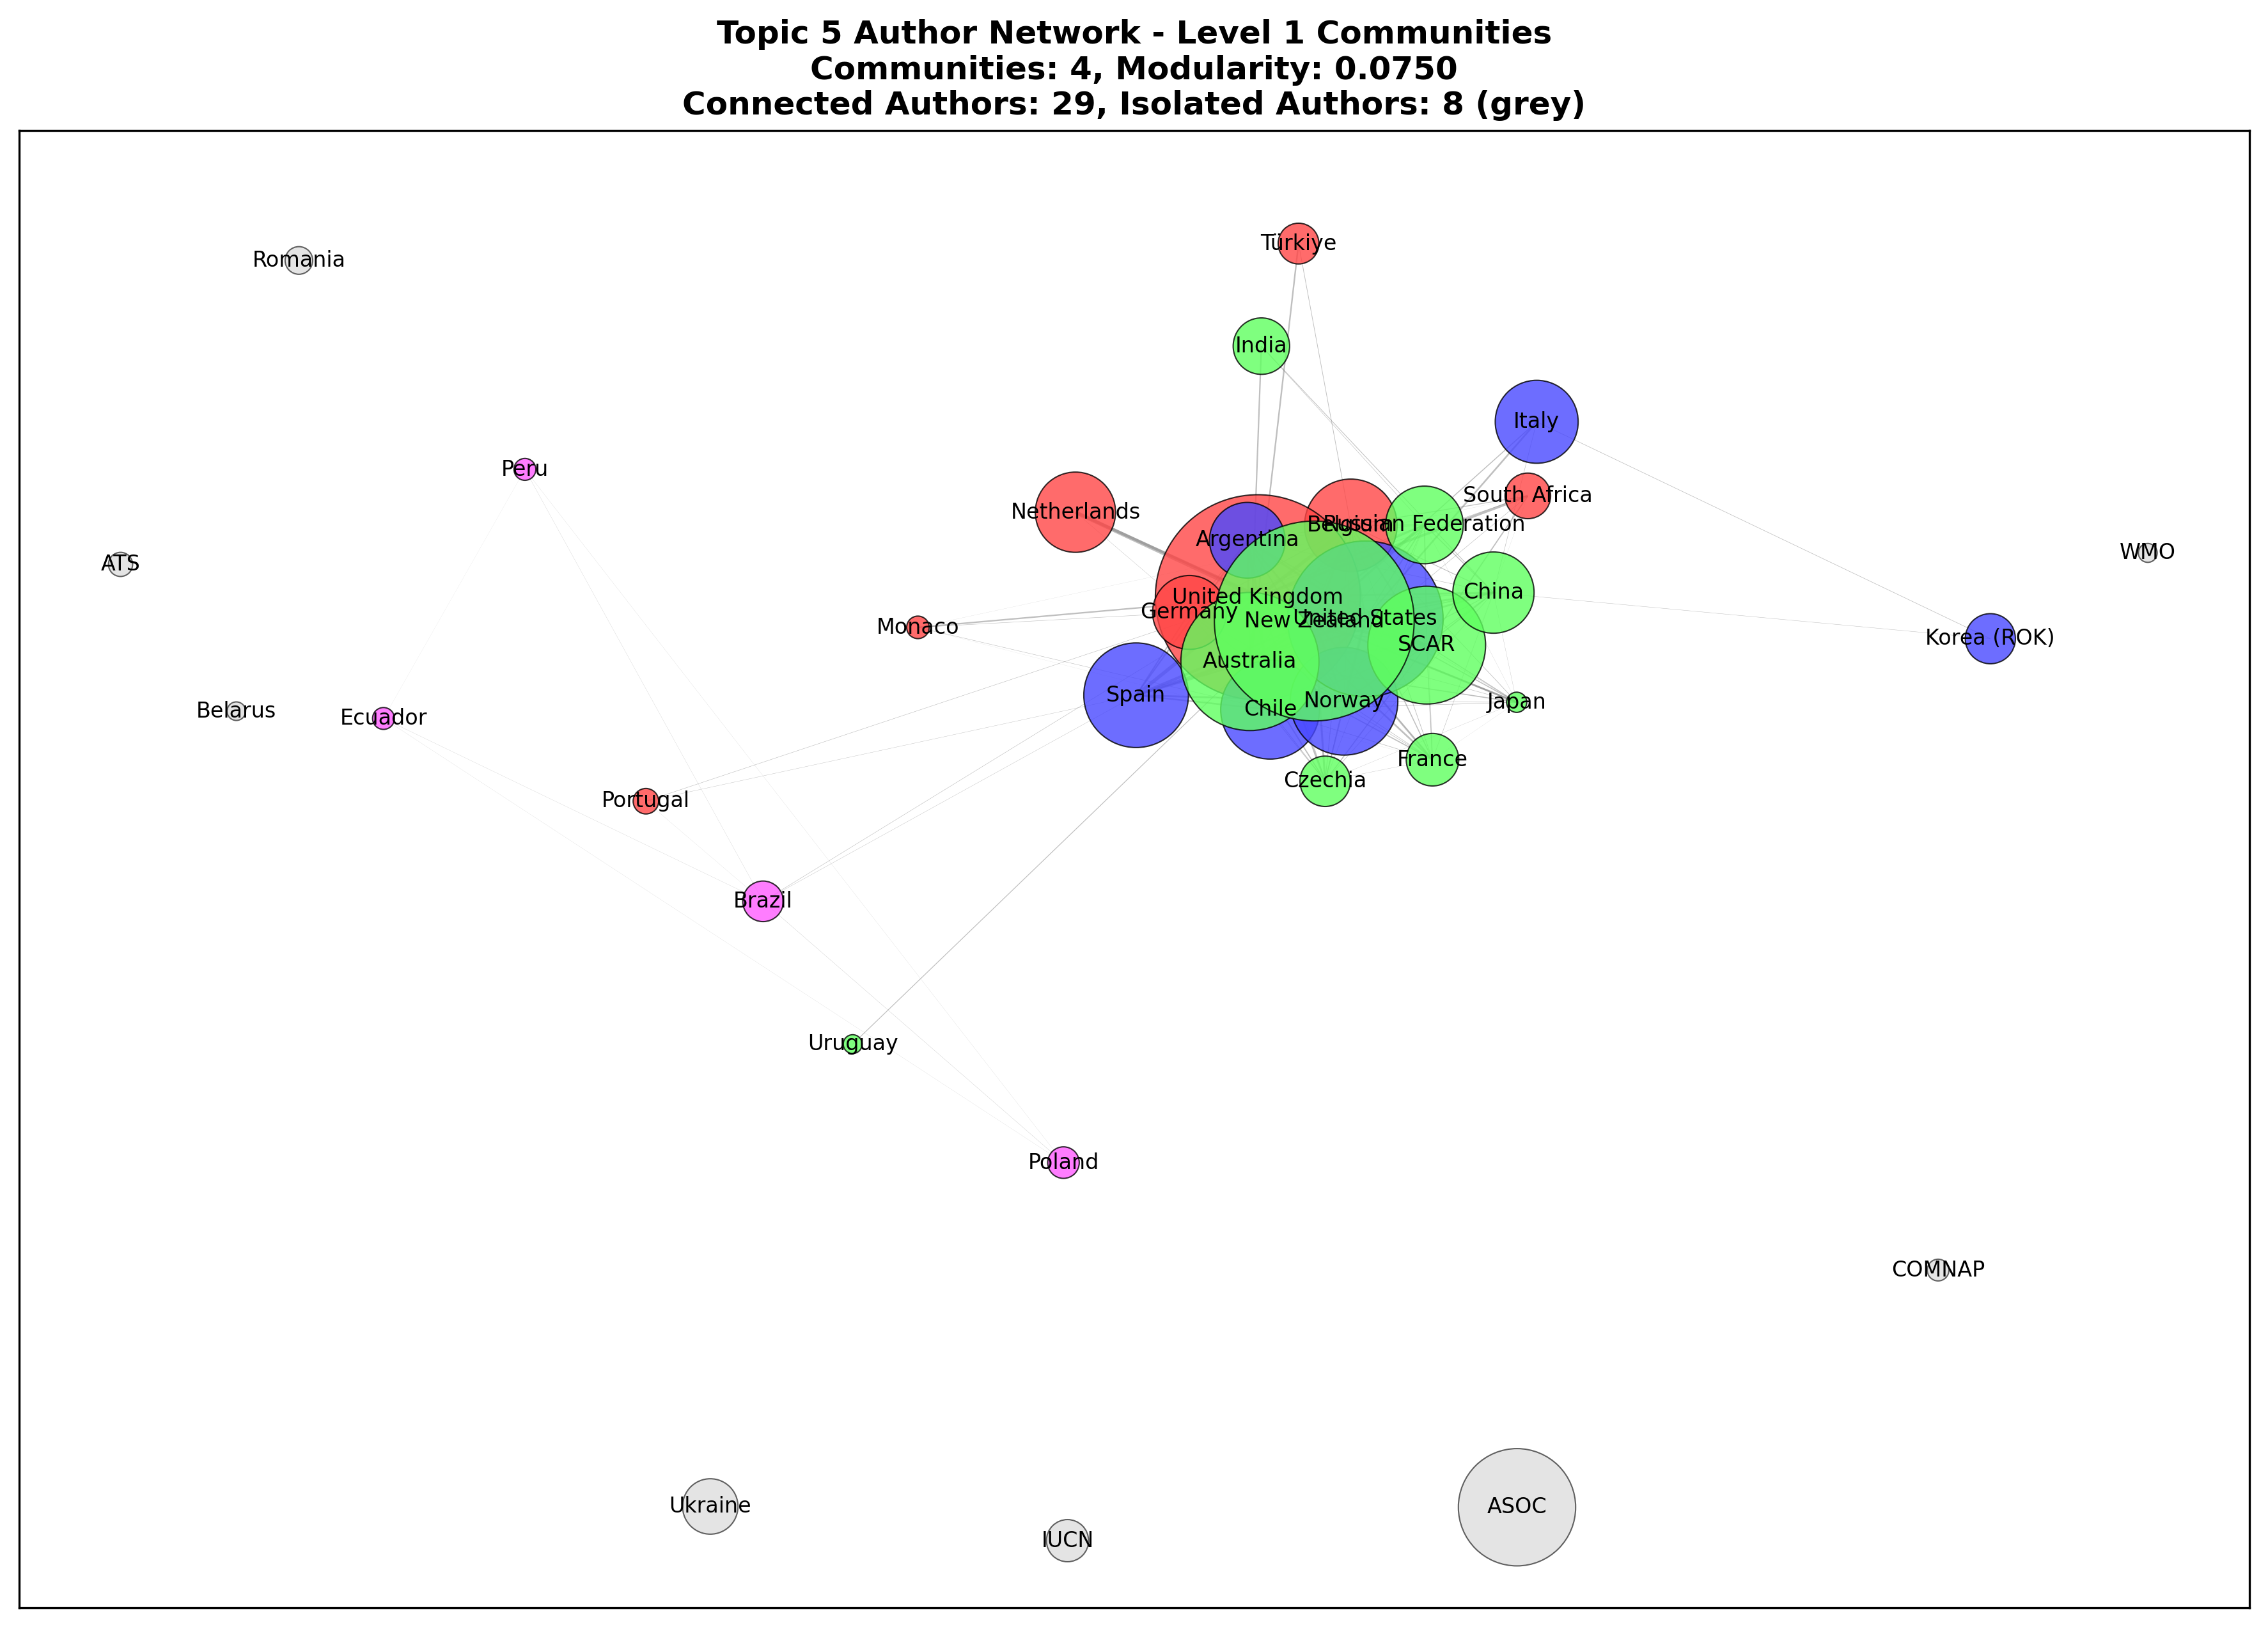 Topic 5 Author Network - Level 1 Communities
Communities: 4, Modularity: 0.0750
Connected Authors: 29, Isolated Authors: 8 (grey)
Türkiye
Romania
India
Italy
Peru
South Africa
Netherlands
Belgium
Russian Federation
Argentina
WMO
ATS
China
United Kingdom
Germany
United States
New Zealand
Monaco
Korea (ROK)
SCAR
Australia
Spain
Norway
Japan
Chile
Belarus
Ecuador
France
Czechia
Portugal
Brazil
Uruguay
Poland
COMNAP
Ukraine
ASOC
IUCN